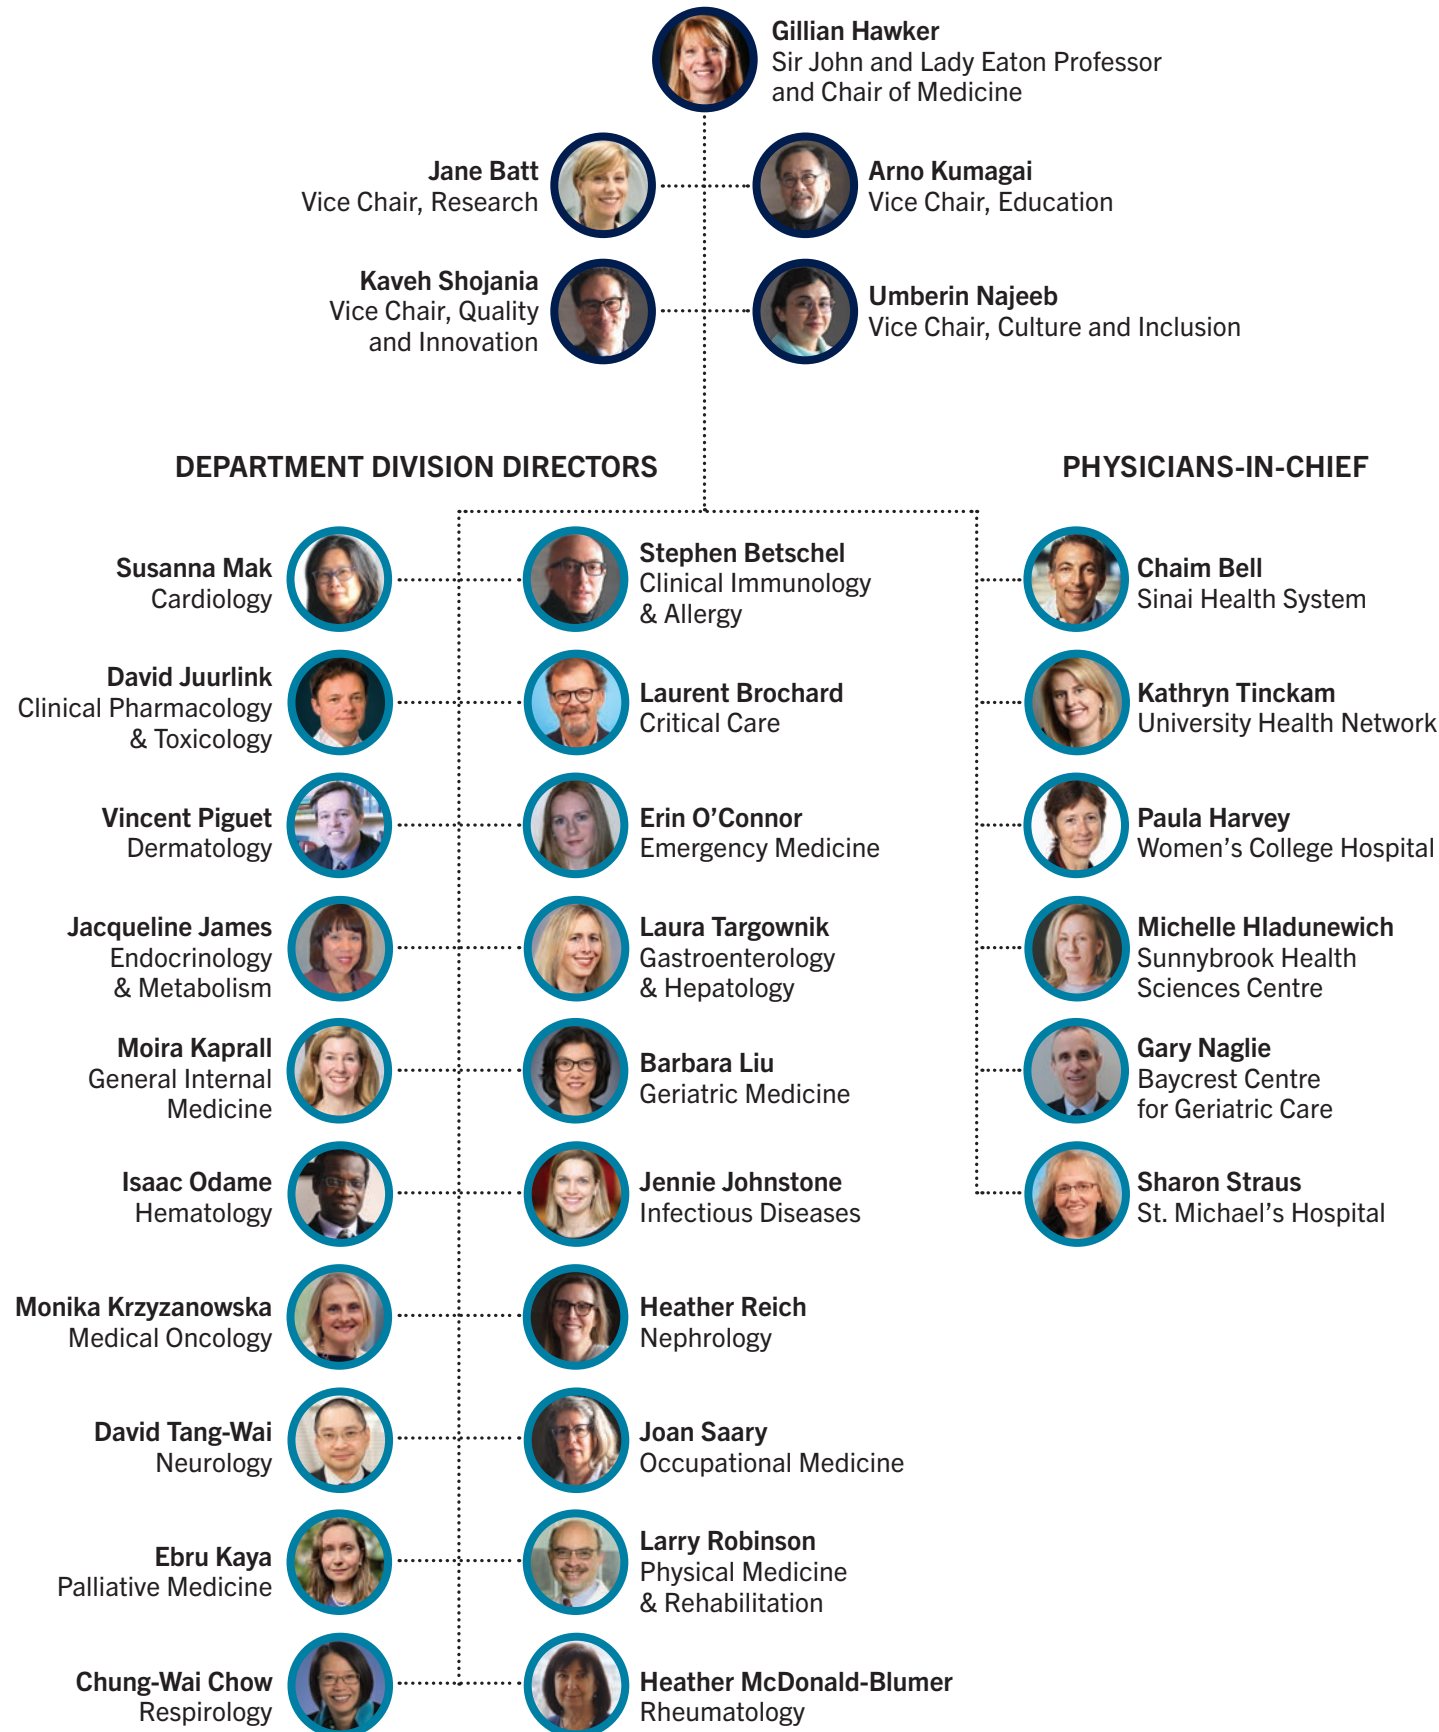 Gillian Hawker
Sir John and Lady Eaton Professor
and Chair of Medicine
Jane Batt
Vice Chair, Research
Arno Kumagai
Vice Chair, Education
Kaveh Shojania
Vice Chair, Quality
and Innovation
Umberin Najeeb
Vice Chair, Culture and Inclusion
DEPARTMENT DIVISION DIRECTORS
Susanna Mak
Cardiology
Stephen Betschel
Clinical Immunology
& Allergy
David Juurlink
Clinical Pharmacology
& Toxicology
Laurent Brochard
Critical Care
Vincent Piguet
Dermatology
Erin O’Connor
Emergency Medicine
Jacqueline James
Endocrinology
& Metabolism
Laura Targownik
Gastroenterology
& Hepatology
Moira Kaprall
General Internal
Medicine
Barbara Liu
Geriatric Medicine
Isaac Odame
Hematology
Jennie Johnstone
Infectious Diseases
Monika Krzyzanowska
Medical Oncology
Heather Reich
Nephrology
David Tang-Wai
Neurology
Joan Saary
Occupational Medicine
Ebru Kaya
Palliative Medicine
Larry Robinson
Physical Medicine
& Rehabilitation
Chung-Wai Chow
Respirology
Heather McDonald-Blumer
Rheumatology
PHYSICIANS-IN-CHIEF
Chaim Bell
Sinai Health System
Kathryn Tinckam
University Health Network
Paula Harvey
Women’s College Hospital
Michelle Hladunewich
Sunnybrook Health
Sciences Centre
Gary Naglie
Baycrest Centre
for Geriatric Care
Sharon Straus
St. Michael’s Hospital